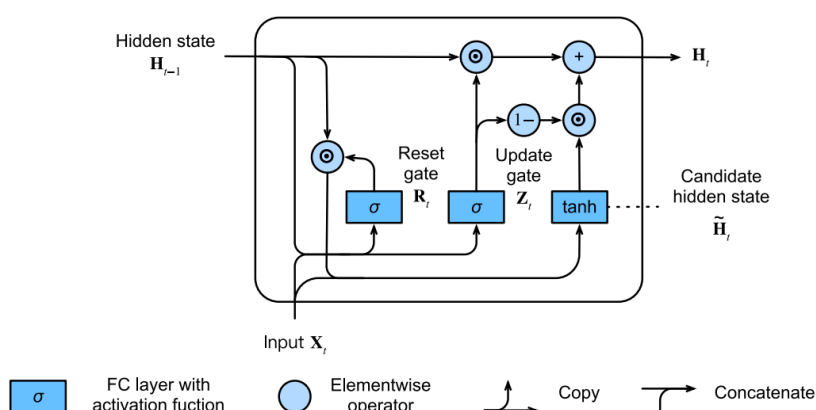 Hidden state
H_{t−1}
H_t
⊙
+
1−
⊙
⊙
Reset
gate
R_t
Update
gate
Z_t
Candidate
hidden state
H̃_t
σ
σ
tanh
Input X_t
σ
FC layer with
activation fuction
Elementwise
operator
Copy
Concatenate